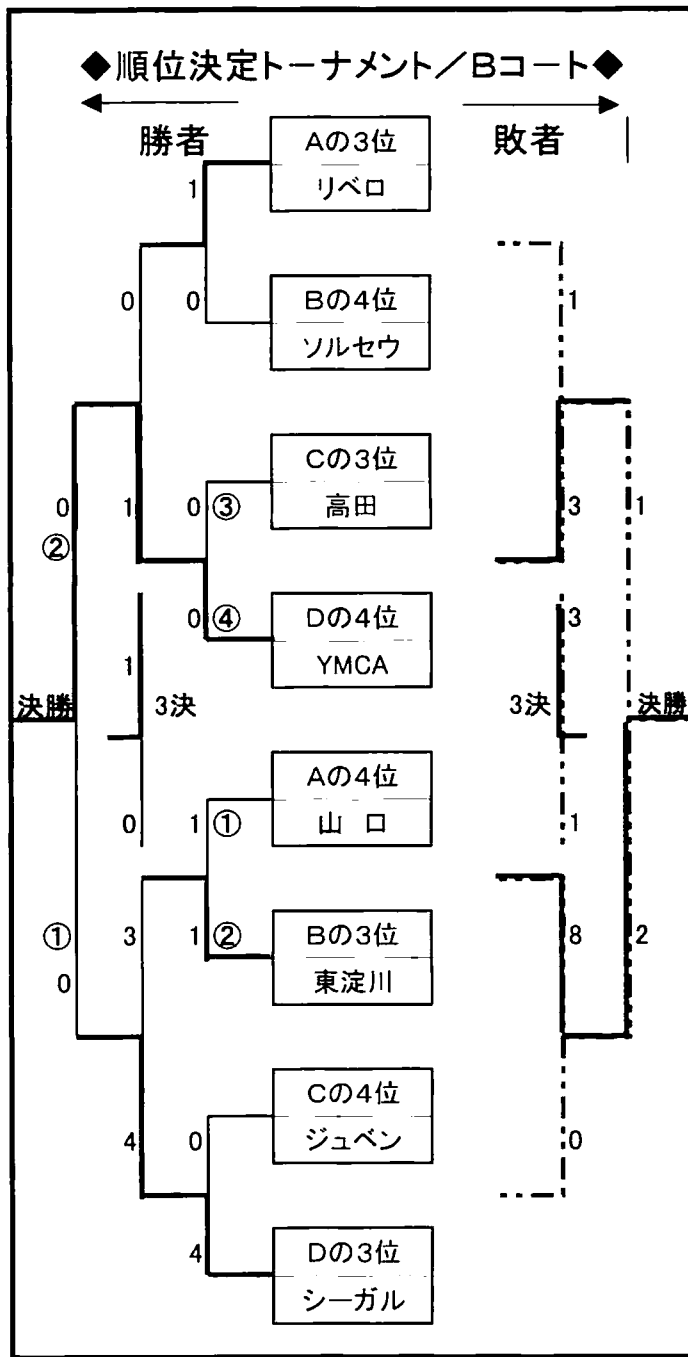 ◆順位決定トーナメント／Bコート◆
勝者
敗者
Aの3位
リベロ
1
0
Bの4位
ソルセウ
0
1
Cの3位
高田
0
③
0
②
1
3
1
0
④
Dの4位
YMCA
3
1
決勝
3決
3決
決勝
Aの4位
山 口
0
1
①
1
Bの3位
東淀川
①
0
3
1
②
8
2
Cの4位
ジュベン
4
0
0
Dの3位
シーガル
4